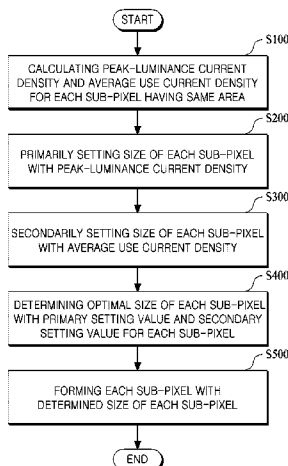 START
S100
CALCULATING PEAK-LUMINANCE CURRENT
DENSITY AND AVERAGE USE CURRENT DENSITY
FOR EACH SUB-PIXEL HAVING SAME AREA
S200
PRIMARILY SETTING SIZE OF EACH SUB-PIXEL
WITH PEAK-LUMINANCE CURRENT DENSITY
S300
SECONDARILY SETTING SIZE OF EACH SUB-PIXEL
WITH AVERAGE USE CURRENT DENSITY
S400
DETERMINING OPTIMAL SIZE OF EACH SUB-PIXEL
WITH PRIMARY SETTING VALUE AND SECONDARY
SETTING VALUE FOR EACH SUB-PIXEL
S500
FORMING EACH SUB-PIXEL WITH
DETERMINED SIZE OF EACH SUB-PIXEL
END